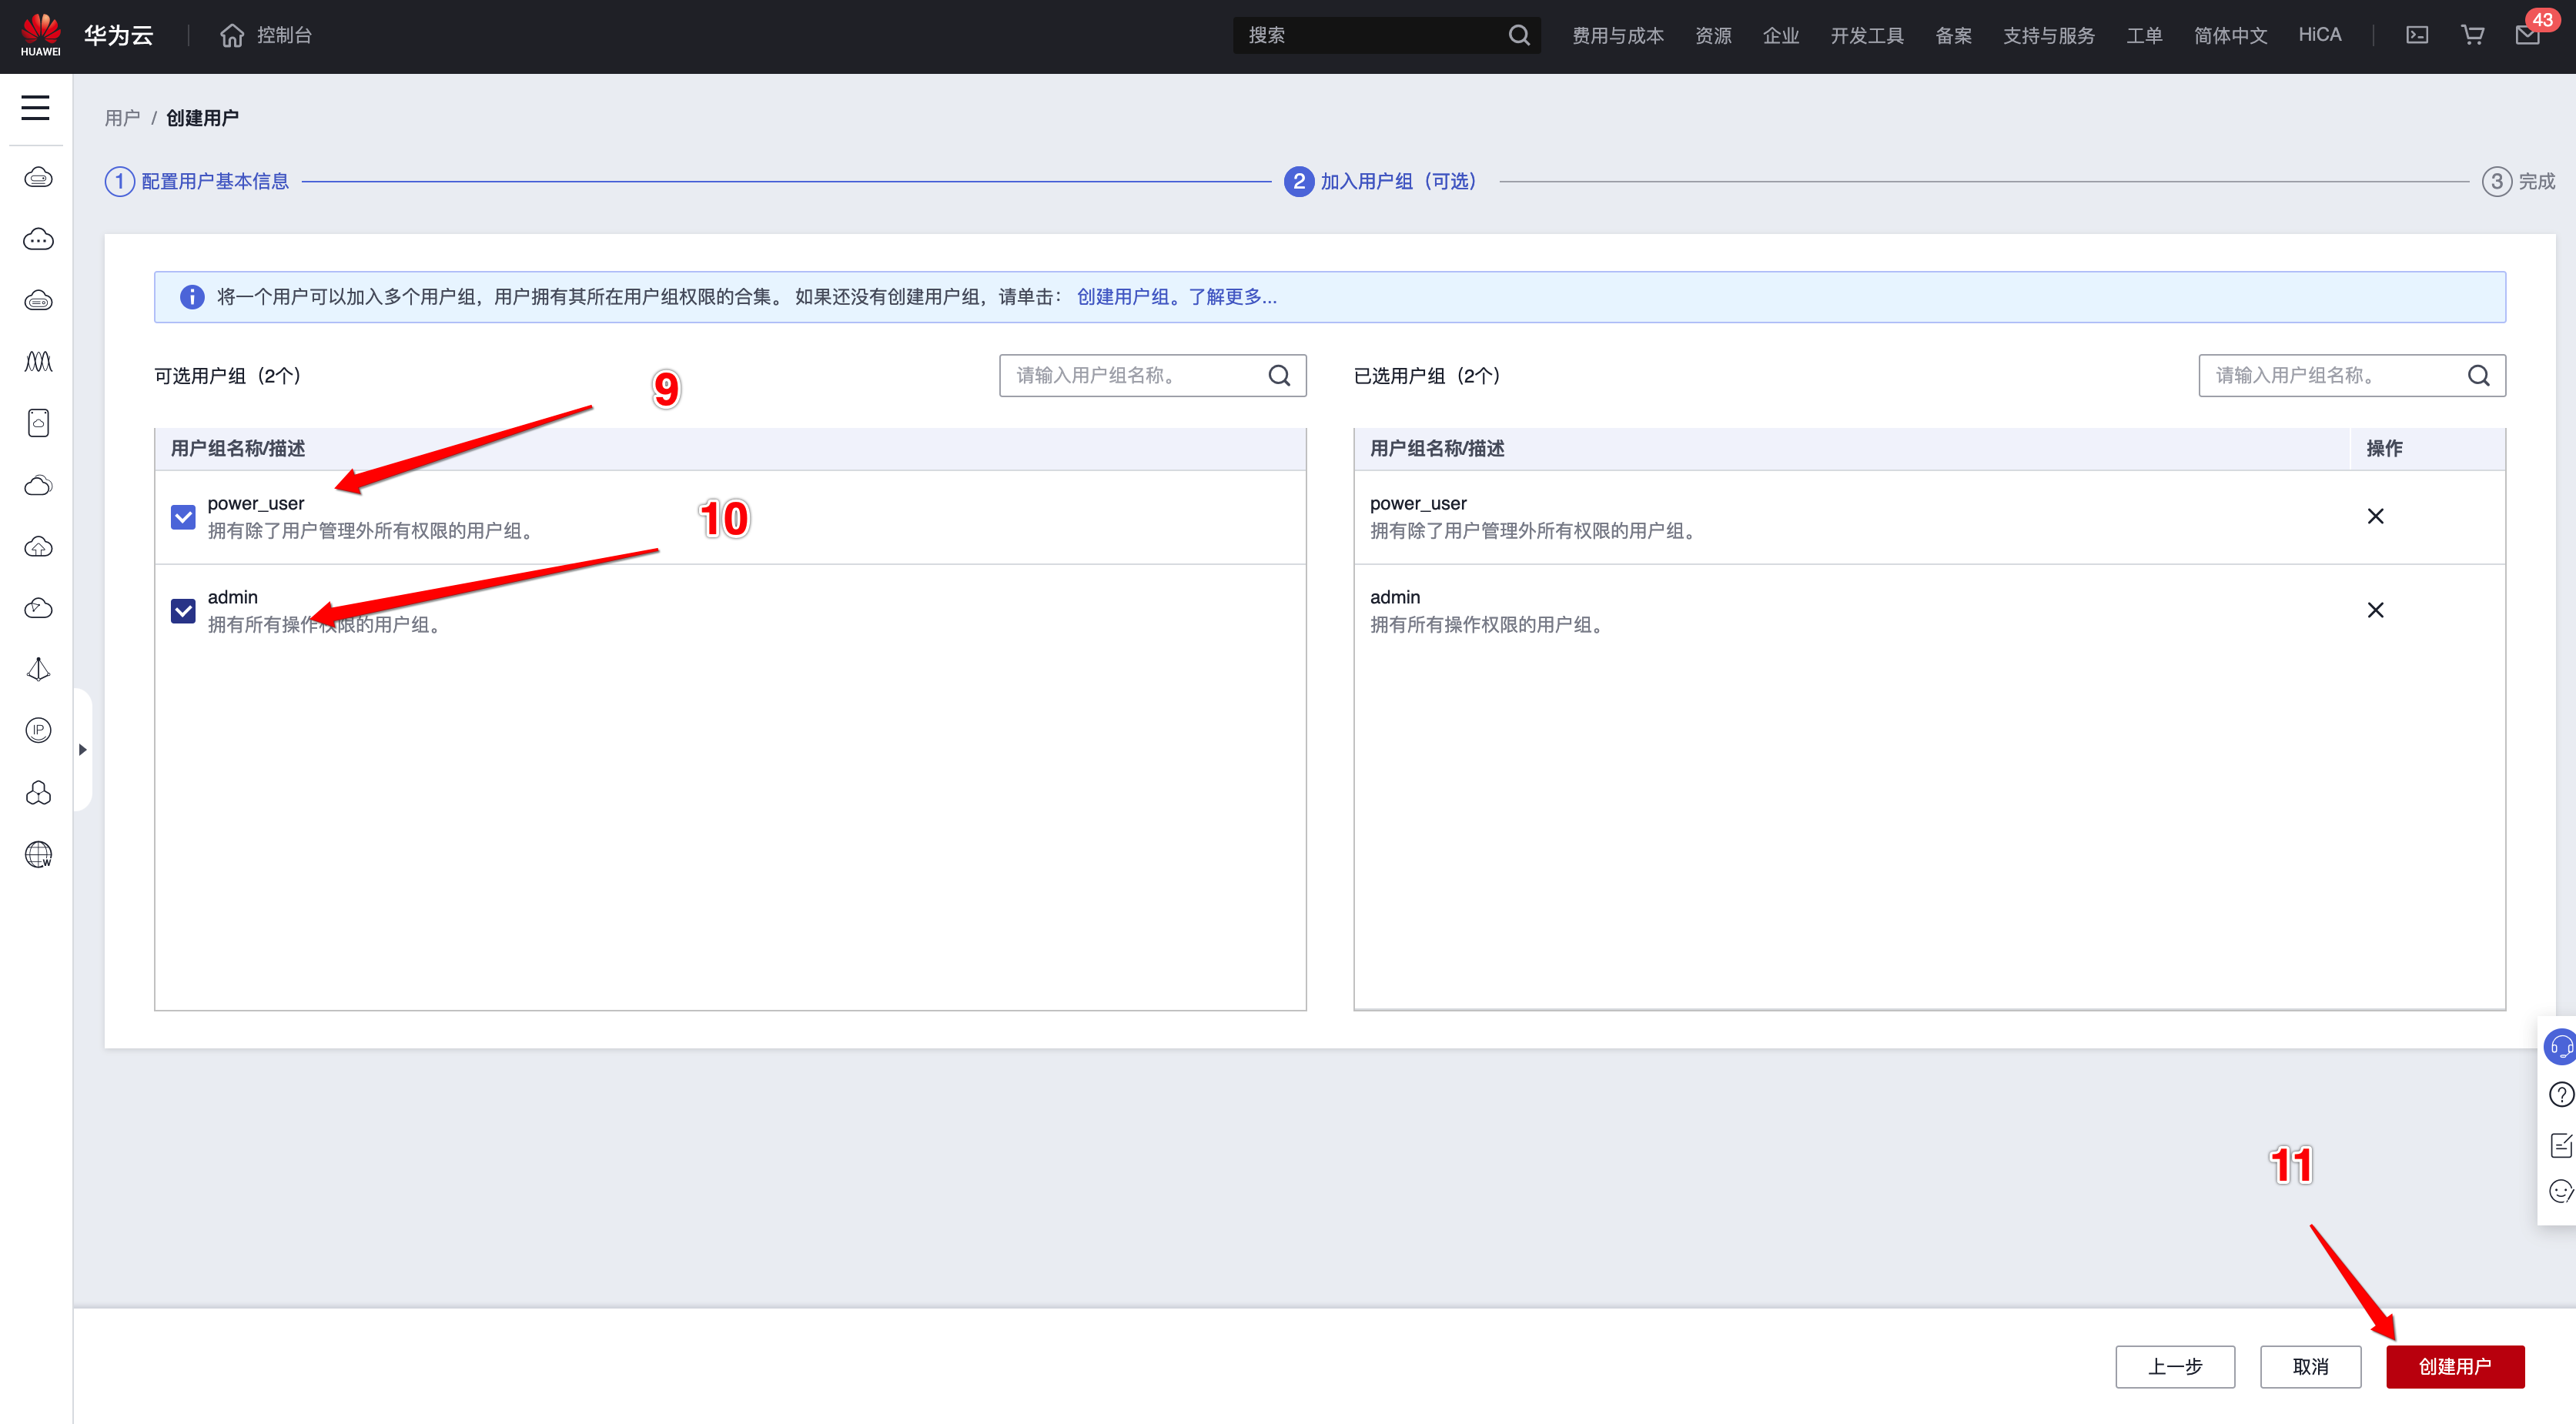 HUAWEI
华为云
控制台
搜索
费用与成本
资源
企业
开发工具
备案
支持与服务
工单
简体中文
HiCA
43
用户 / 创建用户
1 配置用户基本信息
2 加入用户组（可选）
3 完成
将一个用户可以加入多个用户组，用户拥有其所在用户组权限的合集。 如果还没有创建用户组，请单击： 创建用户组。了解更多...
可选用户组（2个）
请输入用户组名称。
9
用户组名称/描述
power_user
拥有除了用户管理外所有权限的用户组。
10
admin
拥有所有操作权限的用户组。
已选用户组（2个）
请输入用户组名称。
用户组名称/描述
操作
power_user
拥有除了用户管理外所有权限的用户组。
admin
拥有所有操作权限的用户组。
IP
W
11
上一步
取消
创建用户